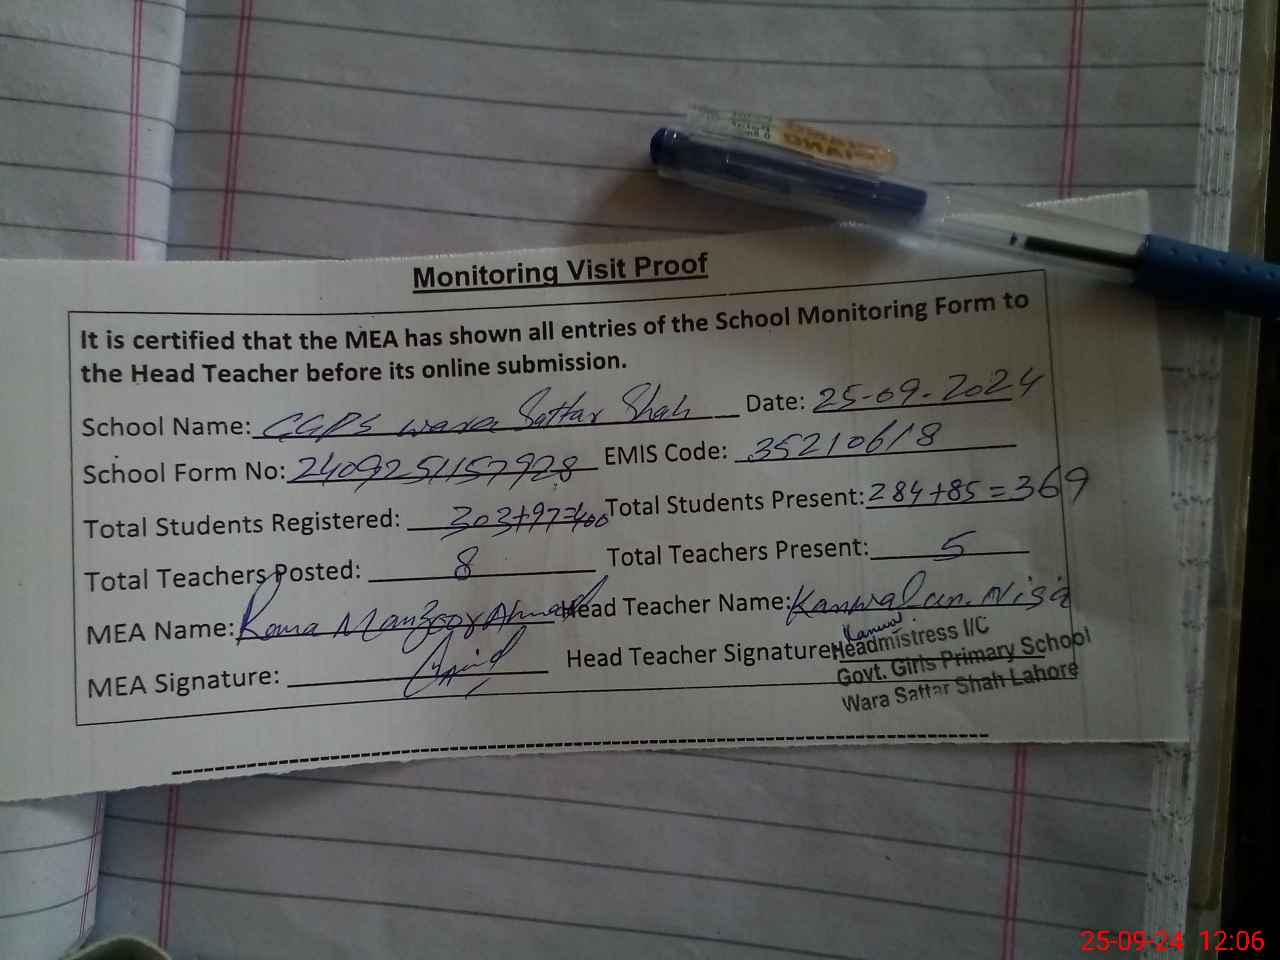 Monitoring Visit Proof
It is certified that the MEA has shown all entries of the School Monitoring Form to
the Head Teacher before its online submission.
School Name: GGPS wara Sattar Shah Date: 25-09-2024
School Form No: 2409251157928 EMIS Code: 35210618
Total Students Registered: 303+97=400 Total Students Present: 284+85=369
Total Teachers Posted: 8 Total Teachers Present: 5
MEA Name: Roma Manzoor Ahmad Head Teacher Name: Kanwal un. Nisa
MEA Signature: Head Teacher Signature
Kanwal
Headmistress I/C
Govt. Girls Primary School
Wara Sattar Shah Lahore
25-09-24 12:06